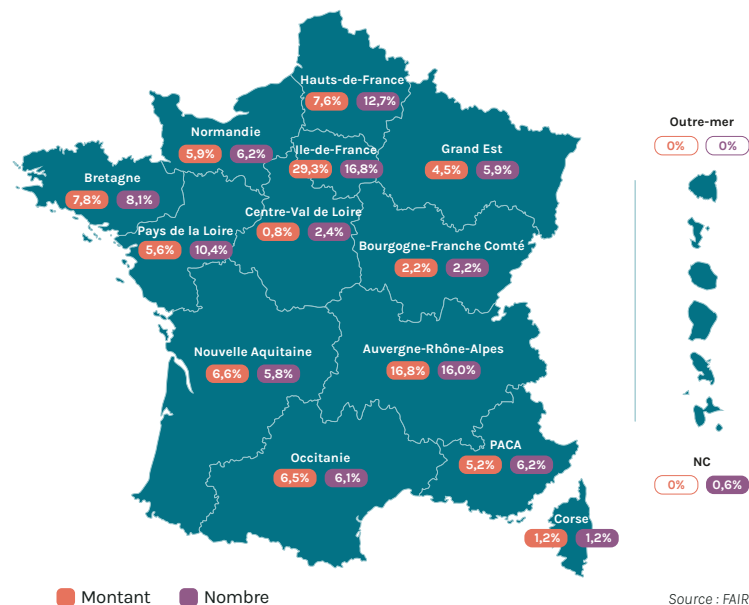 Hauts-de-France
7,6% 12,7%
Normandie
5,9% 6,2%
Ile-de-France
29,3% 16,8%
Grand Est
4,5% 5,9%
Outre-mer
0% 0%
Bretagne
7,8% 8,1%
Pays de la Loire
5,6% 10,4%
Centre-Val de Loire
0,8% 2,4%
Bourgogne-Franche Comté
2,2% 2,2%
Nouvelle Aquitaine
6,6% 5,8%
Auvergne-Rhône-Alpes
16,8% 16,0%
Occitanie
6,5% 6,1%
PACA
5,2% 6,2%
NC
0% 0,6%
Corse
1,2% 1,2%
Montant Nombre
Source : FAIR